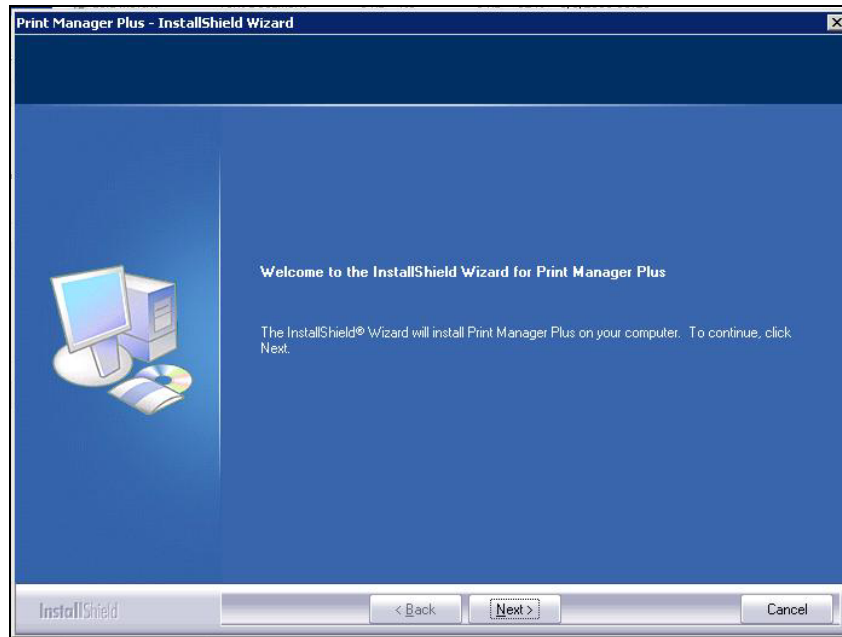 Print Manager Plus - InstallShield Wizard
Welcome to the InstallShield Wizard for Print Manager Plus
The InstallShield® Wizard will install Print Manager Plus on your computer. To continue, click
Next.
InstallShield
< Back
Next >
Cancel